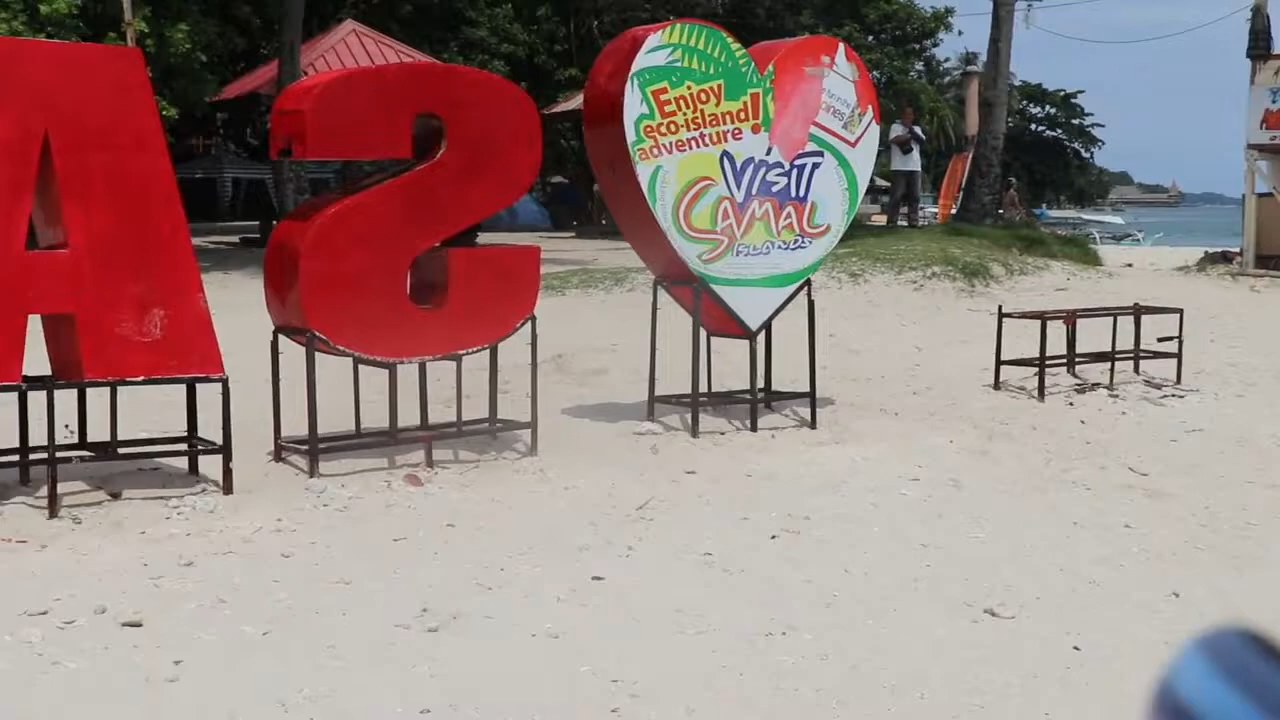 A S
Enjoy
eco-island
adventure!
VISIT
SAMAL
ISLANDS